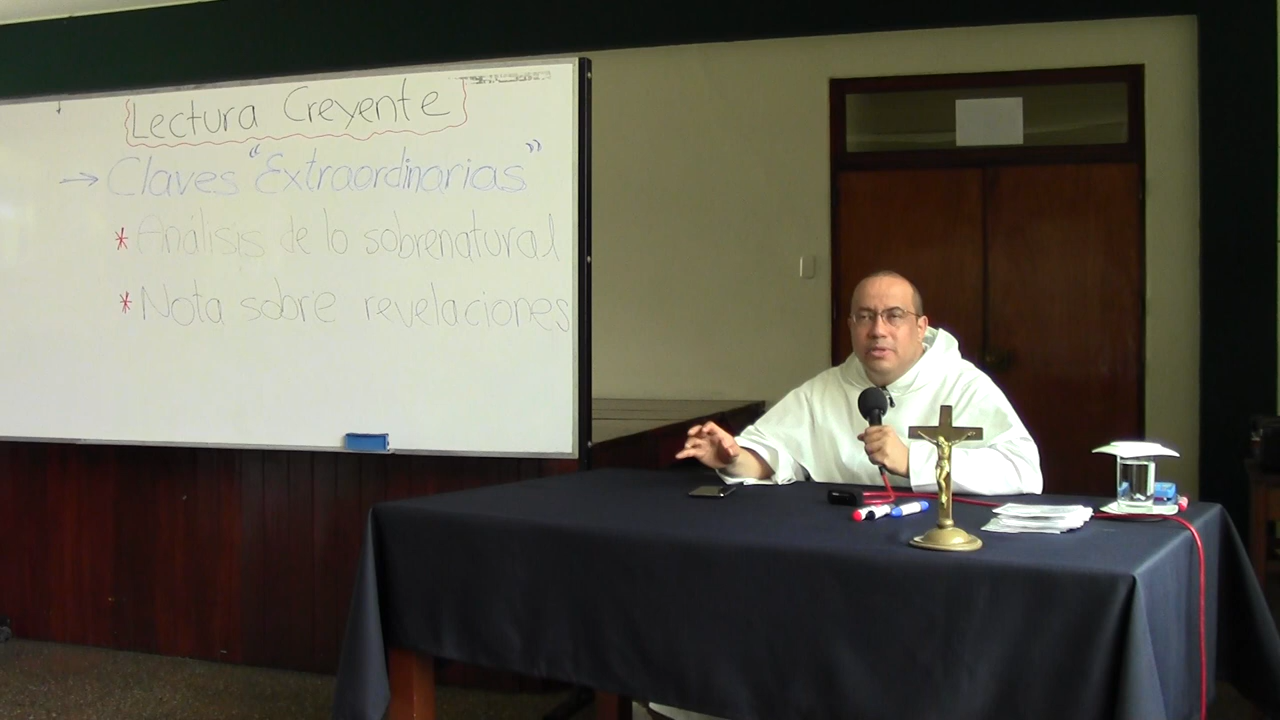 Lectura Creyente
→ Claves "Extraordinarias"
* Análisis de lo sobrenatural
* Nota sobre revelaciones